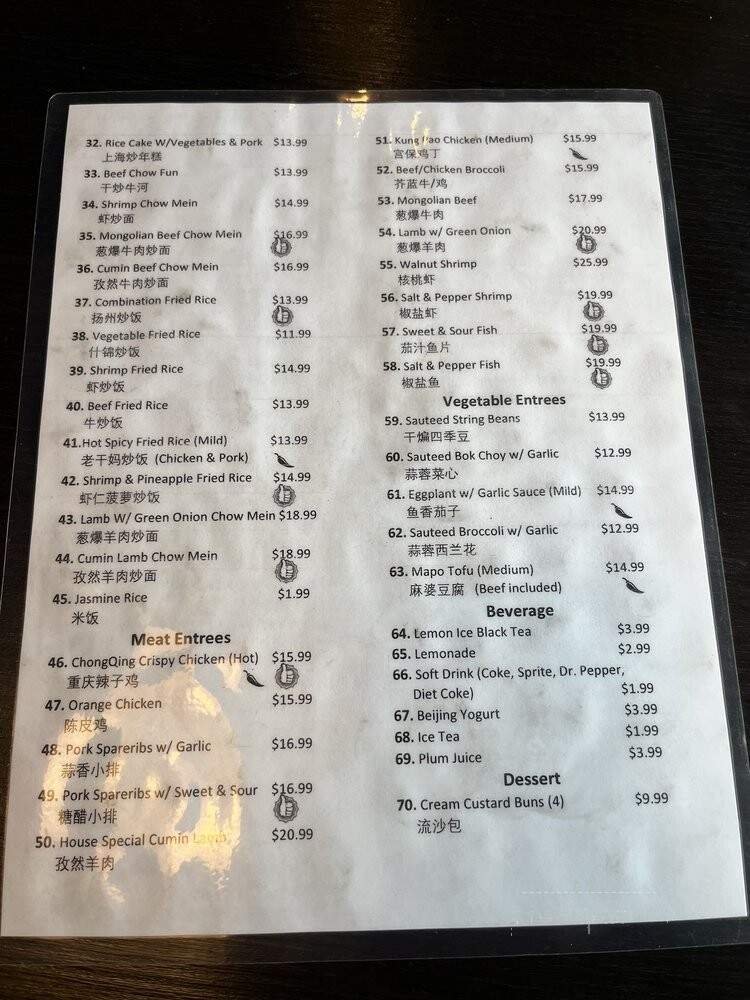 32. Rice Cake W/Vegetables & Pork $13.99
上海炒年糕
33. Beef Chow Fun $13.99
干炒牛河
34. Shrimp Chow Mein $14.99
虾炒面
35. Mongolian Beef Chow Mein $16.99
葱爆牛肉炒面
36. Cumin Beef Chow Mein $16.99
孜然牛肉炒面
37. Combination Fried Rice $13.99
扬州炒饭
38. Vegetable Fried Rice $11.99
什锦炒饭
39. Shrimp Fried Rice $14.99
虾炒饭
40. Beef Fried Rice $13.99
牛炒饭
41.Hot Spicy Fried Rice (Mild) $13.99
老干妈炒饭 (Chicken & Pork)
42. Shrimp & Pineapple Fried Rice $14.99
虾仁菠萝炒饭
43. Lamb W/ Green Onion Chow Mein $18.99
葱爆羊肉炒面
44. Cumin Lamb Chow Mein $18.99
孜然羊肉炒面
45. Jasmine Rice $1.99
米饭
Meat Entrees
46. ChongQing Crispy Chicken (Hot) $15.99
重庆辣子鸡
47. Orange Chicken $15.99
陈皮鸡
48. Pork Spareribs w/ Garlic $16.99
蒜香小排
49. Pork Spareribs w/ Sweet & Sour $16.99
糖醋小排
50. House Special Cumin Lamb $20.99
孜然羊肉
51. Kung Pao Chicken (Medium) $15.99
宫保鸡丁
52. Beef/Chicken Broccoli $15.99
芥蓝牛/鸡
53. Mongolian Beef $17.99
葱爆牛肉
54. Lamb w/ Green Onion $20.99
葱爆羊肉
55. Walnut Shrimp $25.99
核桃虾
56. Salt & Pepper Shrimp $19.99
椒盐虾
57. Sweet & Sour Fish $19.99
茄汁鱼片
58. Salt & Pepper Fish $19.99
椒盐鱼
Vegetable Entrees
59. Sauteed String Beans $13.99
干煸四季豆
60. Sauteed Bok Choy w/ Garlic $12.99
蒜蓉菜心
61. Eggplant w/ Garlic Sauce (Mild) $14.99
鱼香茄子
62. Sauteed Broccoli w/ Garlic $12.99
蒜蓉西兰花
63. Mapo Tofu (Medium) $14.99
麻婆豆腐 (Beef included)
Beverage
64. Lemon Ice Black Tea $3.99
65. Lemonade $2.99
66. Soft Drink (Coke, Sprite, Dr. Pepper,
Diet Coke) $1.99
67. Beijing Yogurt $3.99
68. Ice Tea $1.99
69. Plum Juice $3.99
Dessert
70. Cream Custard Buns (4) $9.99
流沙包